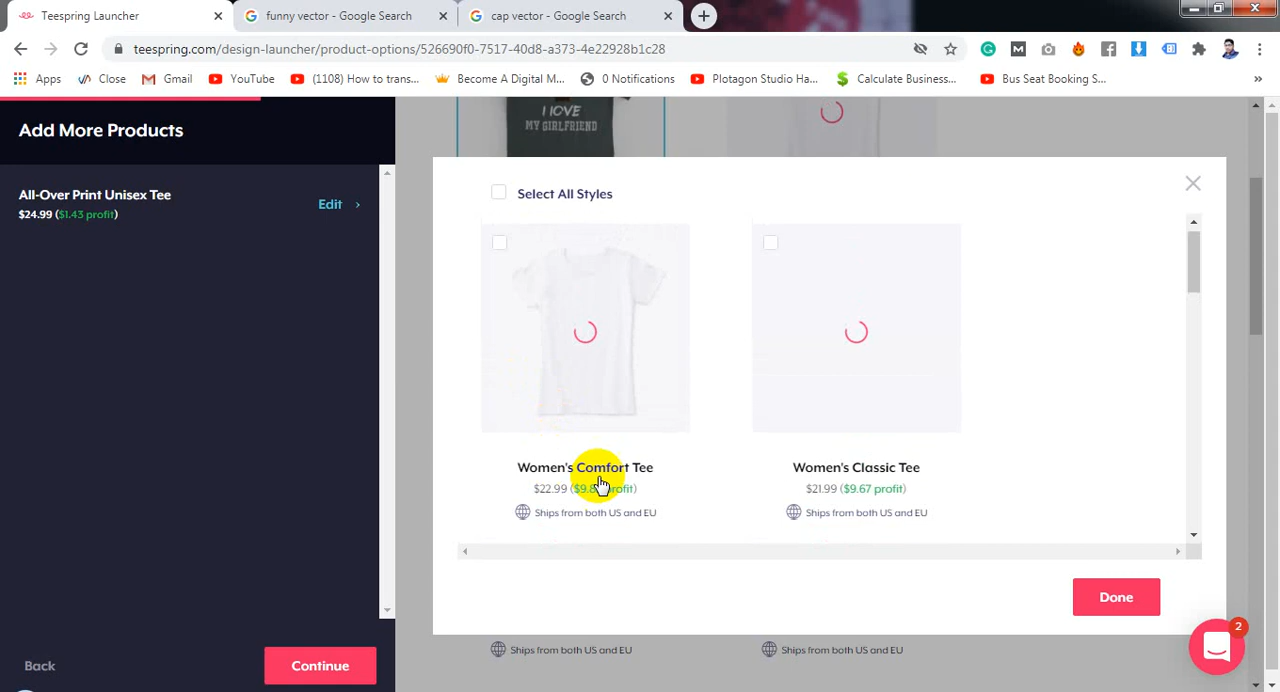 Teespring Launcher
funny vector - Google Search
cap vector - Google Search
teespring.com/design-launcher/product-options/526690f0-7517-40d8-a373-4e22928b1c28
Apps
Close
Gmail
YouTube
(1108) How to trans...
Become A Digital M...
0 Notifications
Plotagon Studio Ha...
Calculate Business...
Bus Seat Booking S...
»
Add More Products
I LOVE
MY GIRLFRIEND
All-Over Print Unisex Tee
$24.99 ($1.43 profit)
Edit
Select All Styles
Women's Comfort Tee
$22.99
Ships from both US and EU
Women's Classic Tee
$21.99 ($9.67 profit)
Ships from both US and EU
Done
2
Ships from both US and EU
Ships from both US and EU
Back
Continue